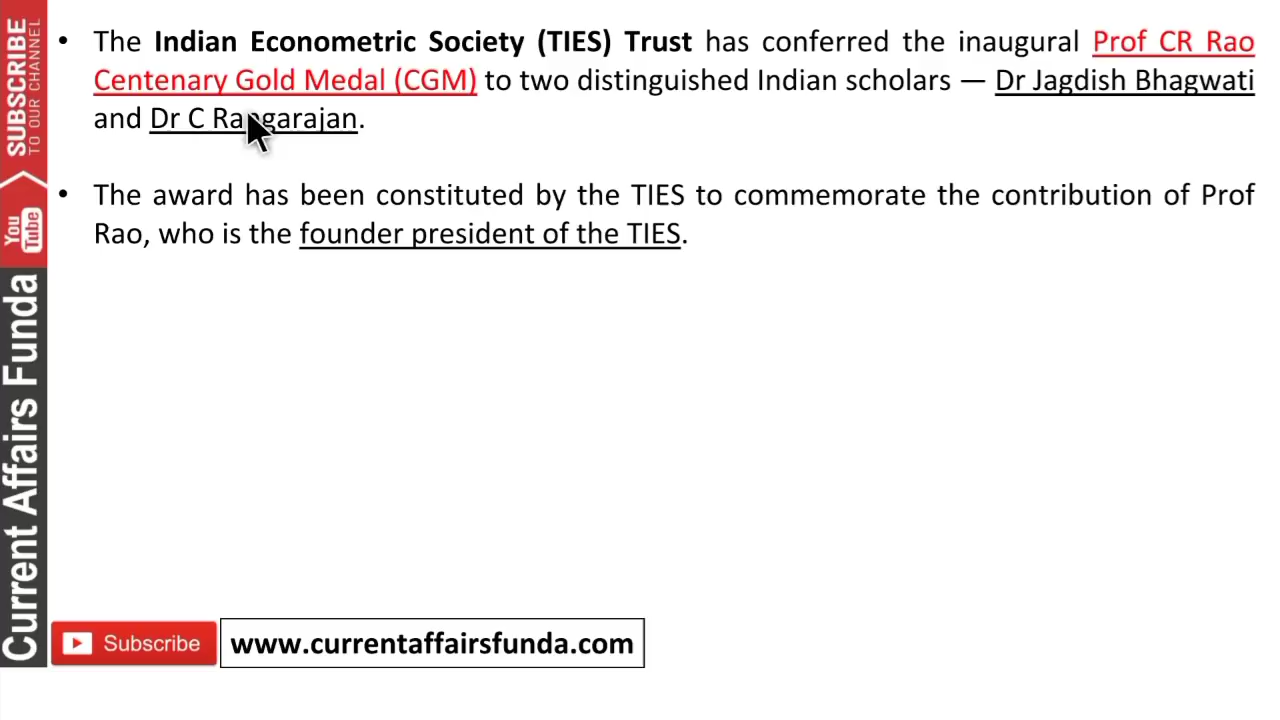 • The Indian Econometric Society (TIES) Trust has conferred the inaugural Prof CR Rao
Centenary Gold Medal (CGM) to two distinguished Indian scholars — Dr Jagdish Bhagwati
and Dr C Rangarajan.
• The award has been constituted by the TIES to commemorate the contribution of Prof
Rao, who is the founder president of the TIES.
SUBSCRIBE
TO OUR CHANNEL
You
Tube
Current Affairs Funda
Subscribe
www.currentaffairsfunda.com